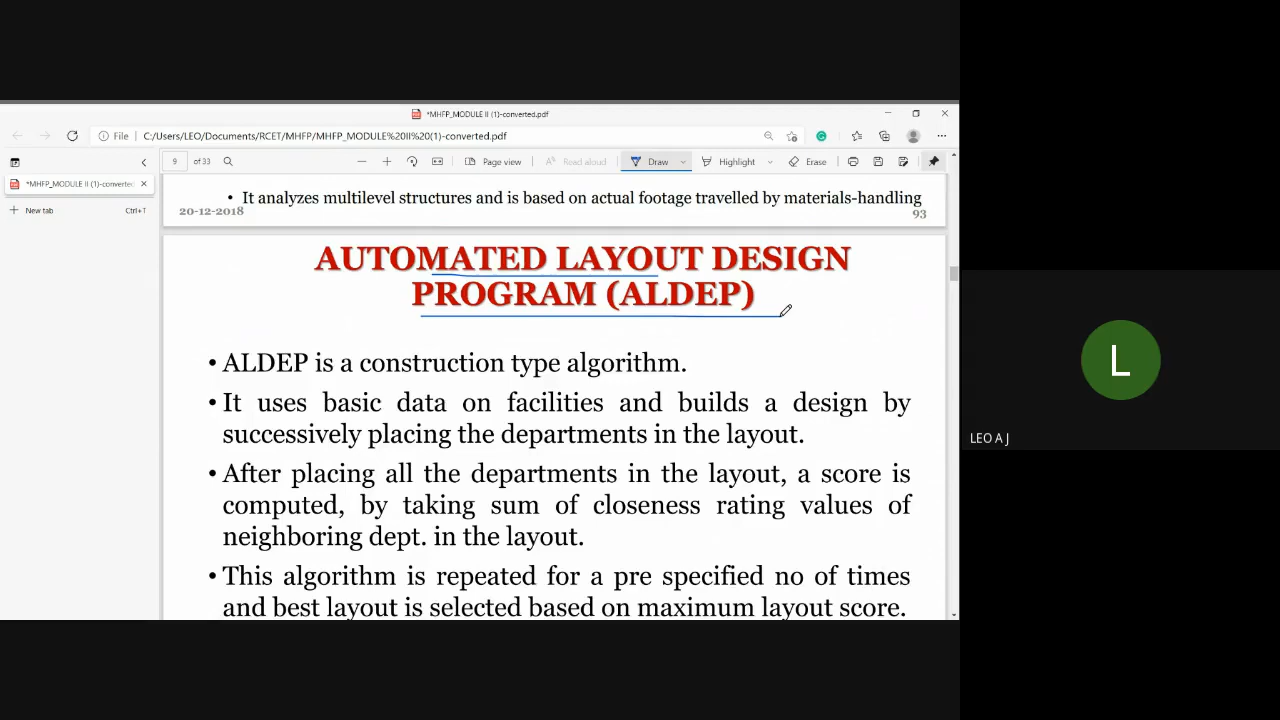 *MHFP_MODULE II (1)-converted.pdf
File
C:/Users/LEO/Documents/RCET/MHFP/MHFP_MODULE%20II%20(1)-converted.pdf
9 of 33
Page view
Read aloud
Draw
Highlight
Erase
*MHFP_MODULE II (1)-converted
New tab
Ctrl+T
• It analyzes multilevel structures and is based on actual footage travelled by materials-handling
20-12-2018
93
AUTOMATED LAYOUT DESIGN
PROGRAM (ALDEP)
• ALDEP is a construction type algorithm.
• It uses basic data on facilities and builds a design by
successively placing the departments in the layout.
• After placing all the departments in the layout, a score is
computed, by taking sum of closeness rating values of
neighboring dept. in the layout.
• This algorithm is repeated for a pre specified no of times
and best layout is selected based on maximum layout score.
L
LEO A J